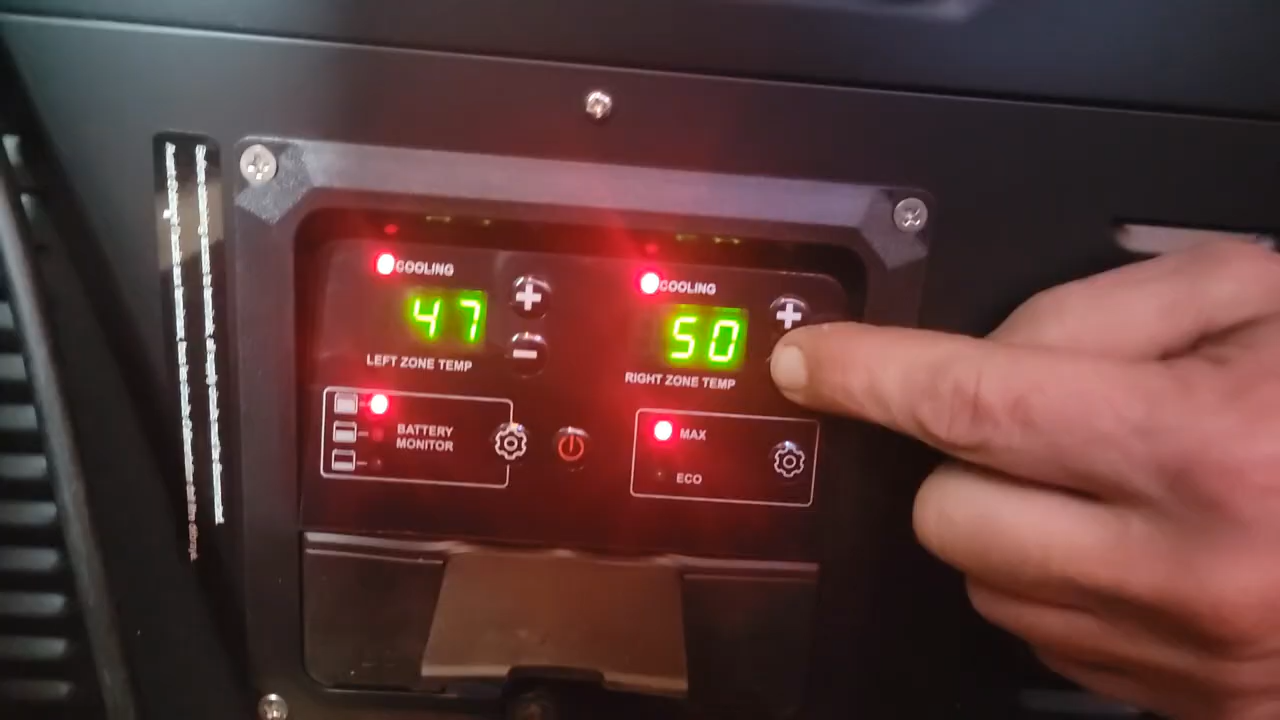 COOLING
47
LEFT ZONE TEMP
COOLING
50
RIGHT ZONE TEMP
BATTERY
MONITOR
MAX
ECO